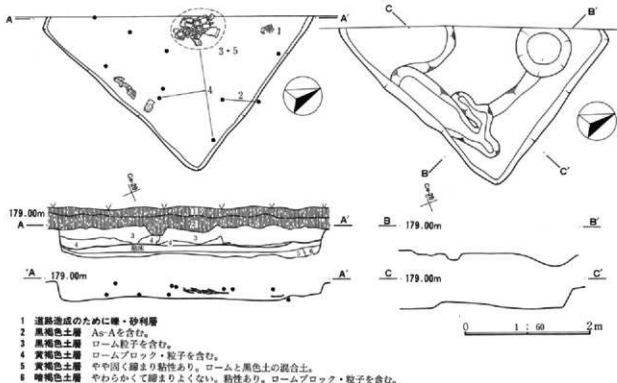 A
A'
C
B'
1
3・5
4
2
B
C'
179.00m
A
A'
3
4
4
3
4
'A
179.00m
A'
B
179.00m
B'
C
179.00m
C'
0 1:60 2m
1 道路造成のために礫・砂利層
2 黒褐色土層 As-Aを含む。
3 黒褐色土層 ローム粒子を含む。
4 黄褐色土層 ロームブロック・粒子を含む。
5 黄褐色土層 やや固く締まり粘性あり。ロームと黒色土の混合土。
6 暗褐色土層 やわらかくて締まりよくない。粘性あり。ロームブロック・粒子を含む。